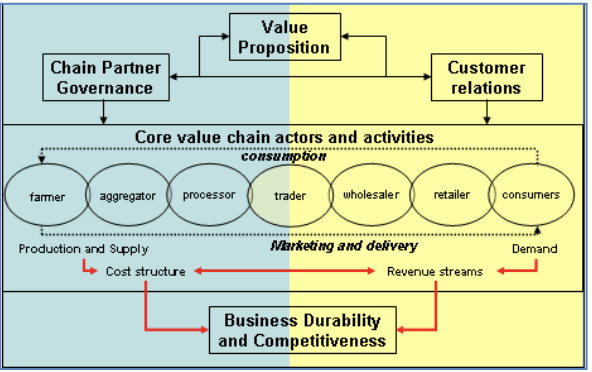 Value
Proposition
Chain Partner
Governance
Customer
relations
Core value chain actors and activities
consumption
farmer
aggregator
processor
trader
wholesaler
retailer
consumers
Production and Supply
Marketing and delivery
Demand
Cost structure
Revenue streams
Business Durability
and Competitiveness